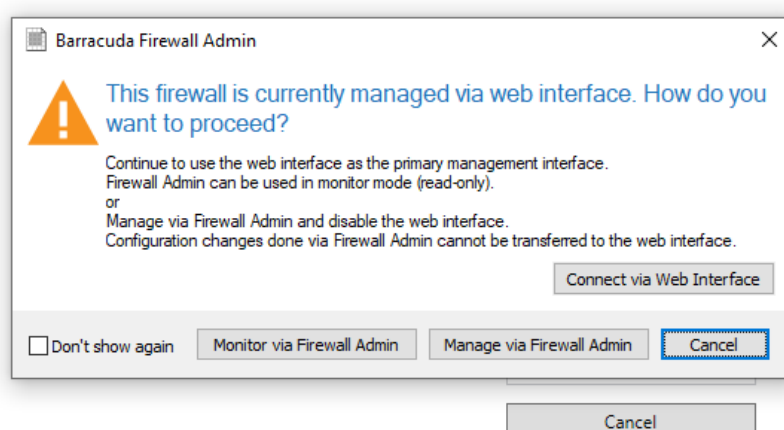 Barracuda Firewall Admin
This firewall is currently managed via web interface. How do you
want to proceed?
Continue to use the web interface as the primary management interface.
Firewall Admin can be used in monitor mode (read-only).
or
Manage via Firewall Admin and disable the web interface.
Configuration changes done via Firewall Admin cannot be transferred to the web interface.
Connect via Web Interface
Don't show again Monitor via Firewall Admin Manage via Firewall Admin Cancel
Cancel